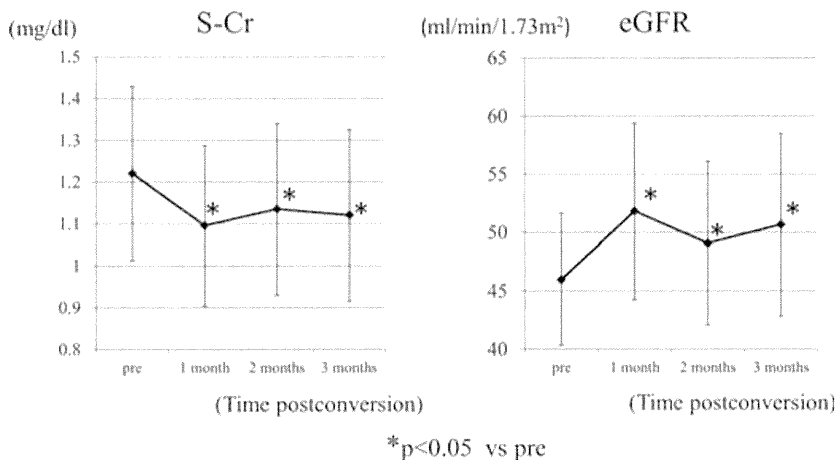 S-Cr
(mg/dl)
1.5
1.4
1.3
1.2
1.1
1
0.9
0.8
*
*
*
pre 1 month 2 months 3 months
(Time postconversion)
eGFR
(ml/min/1.73m²)
65
60
55
50
45
40
*
*
*
pre 1 month 2 months 3 months
(Time postconversion)
*p<0.05 vs pre